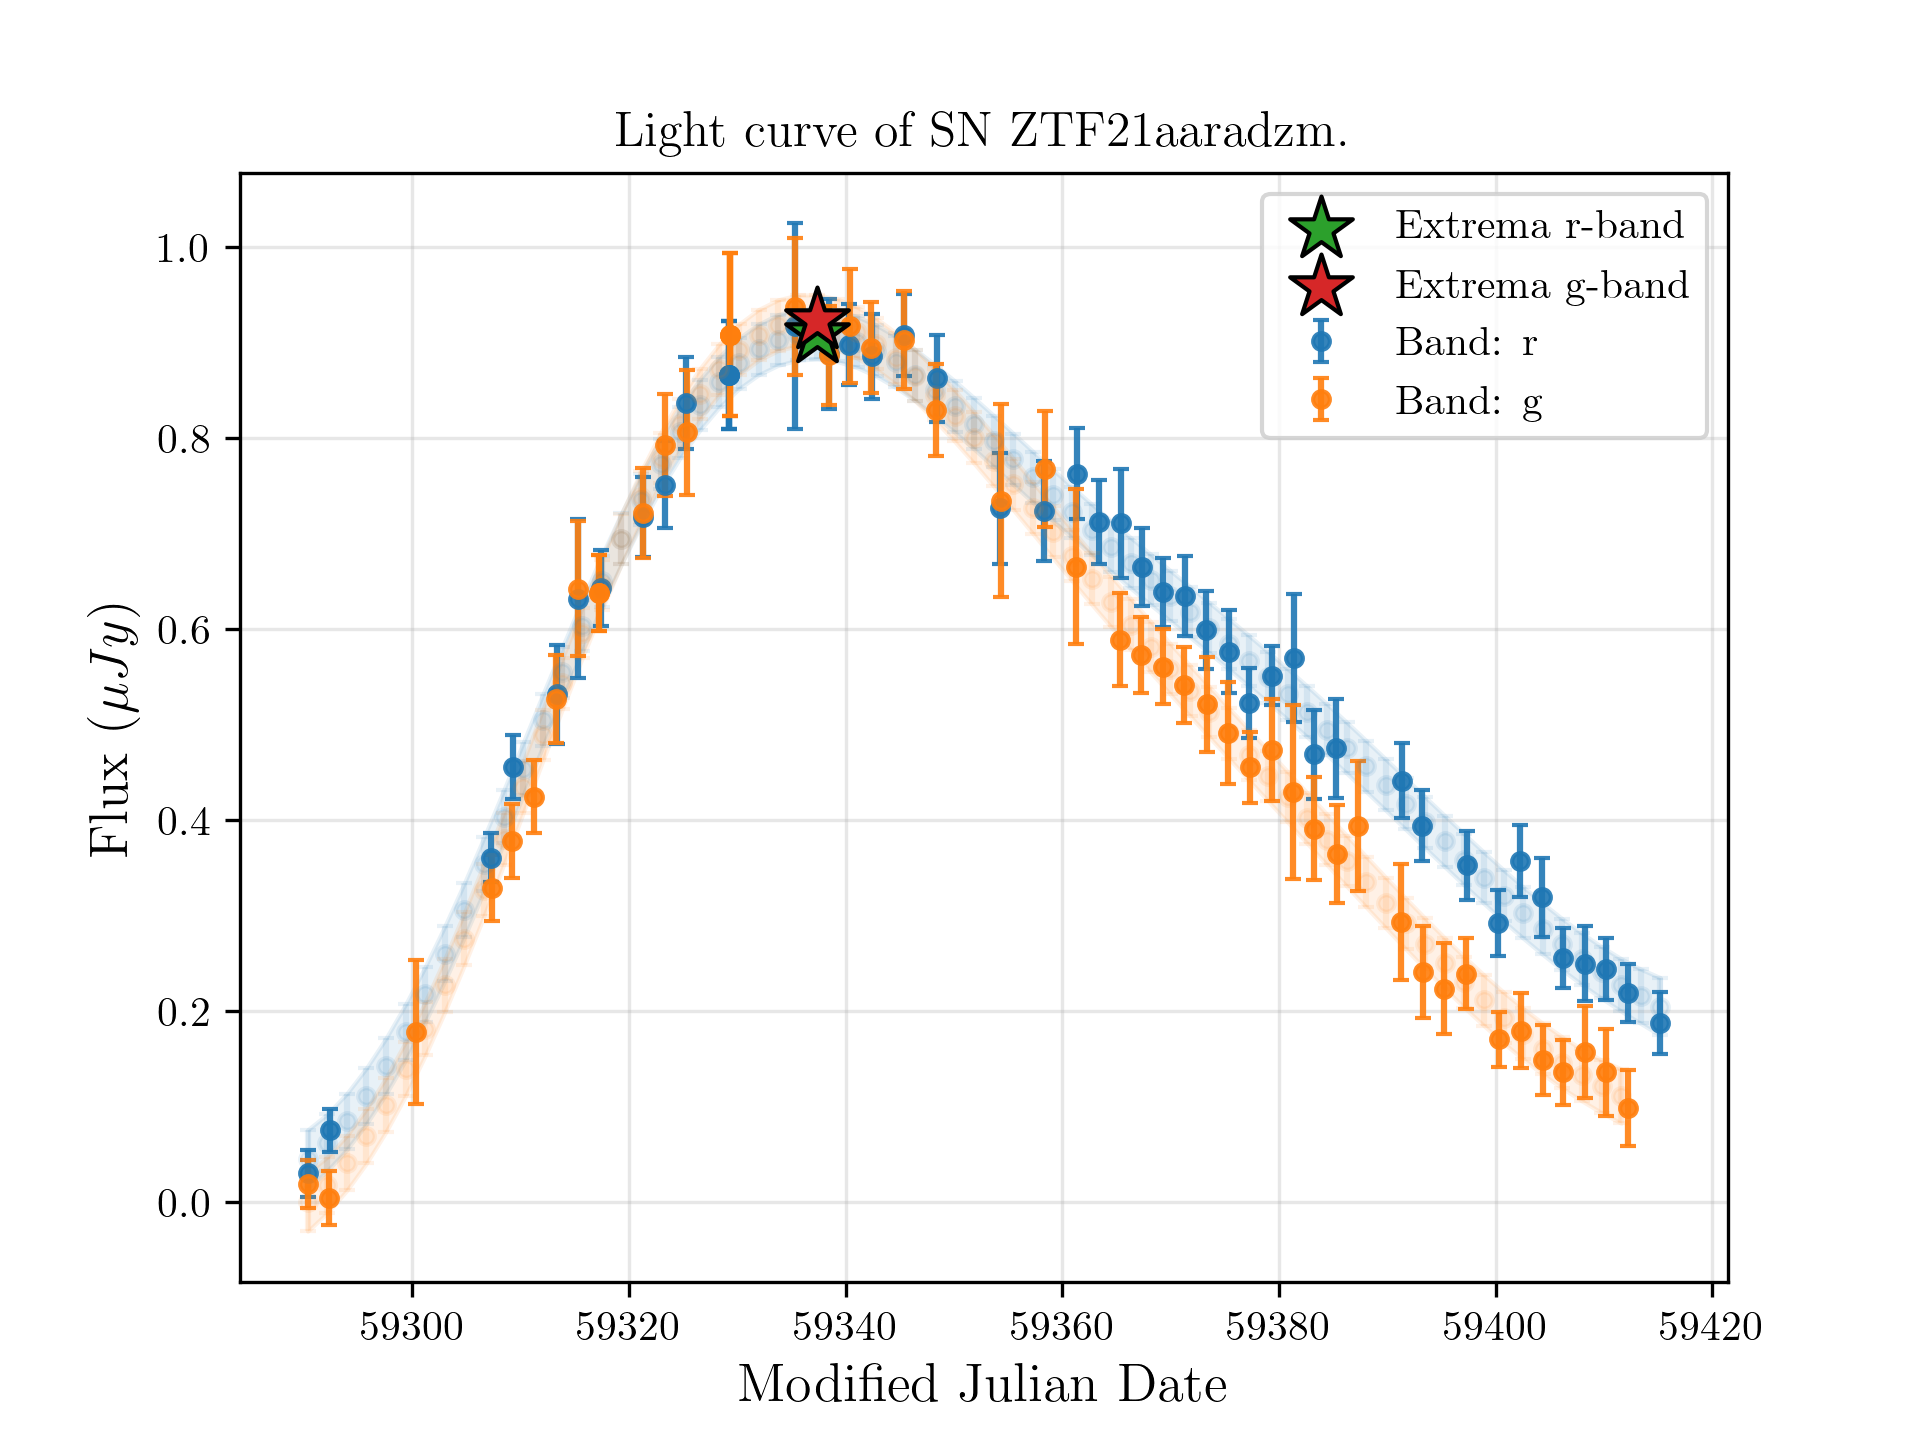 Light curve of SN ZTF21aaradzm.
Extrema r-band
Extrema g-band
Band: r
Band: g
1.0
0.8
0.6
0.4
0.2
0.0
Flux (μJy)
59300 59320 59340 59360 59380 59400 59420
Modified Julian Date